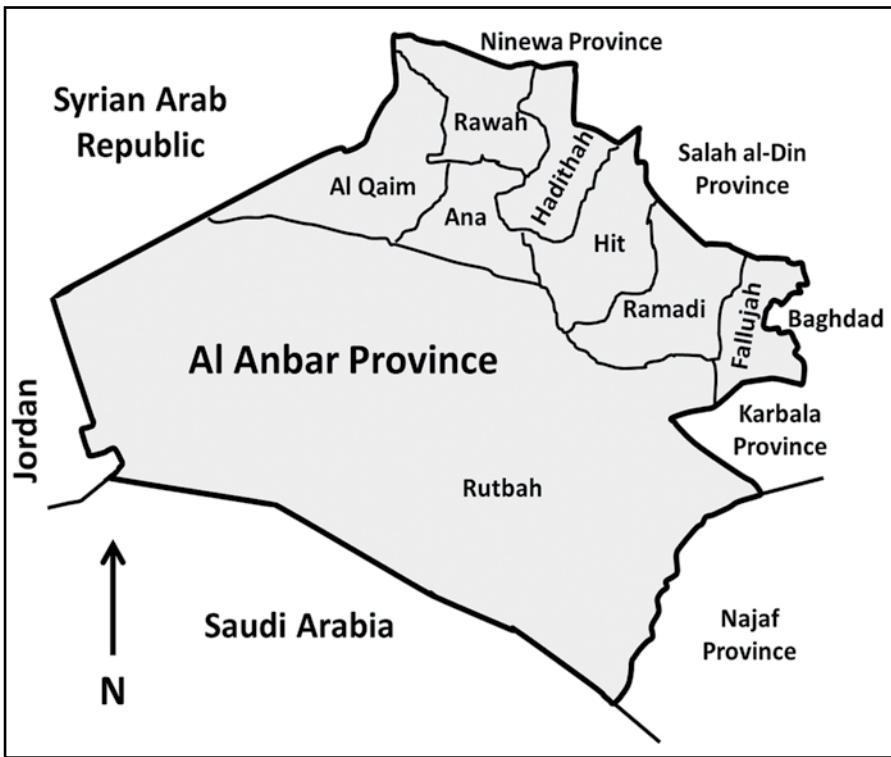 Ninewa Province
Syrian Arab
Republic
Rawah
Salah al-Din
Province
Hadithah
Al Qaim
Ana
Hit
Ramadi
Fallujah
Baghdad
Al Anbar Province
Jordan
Karbala
Province
Rutbah
Saudi Arabia
Najaf
Province
N